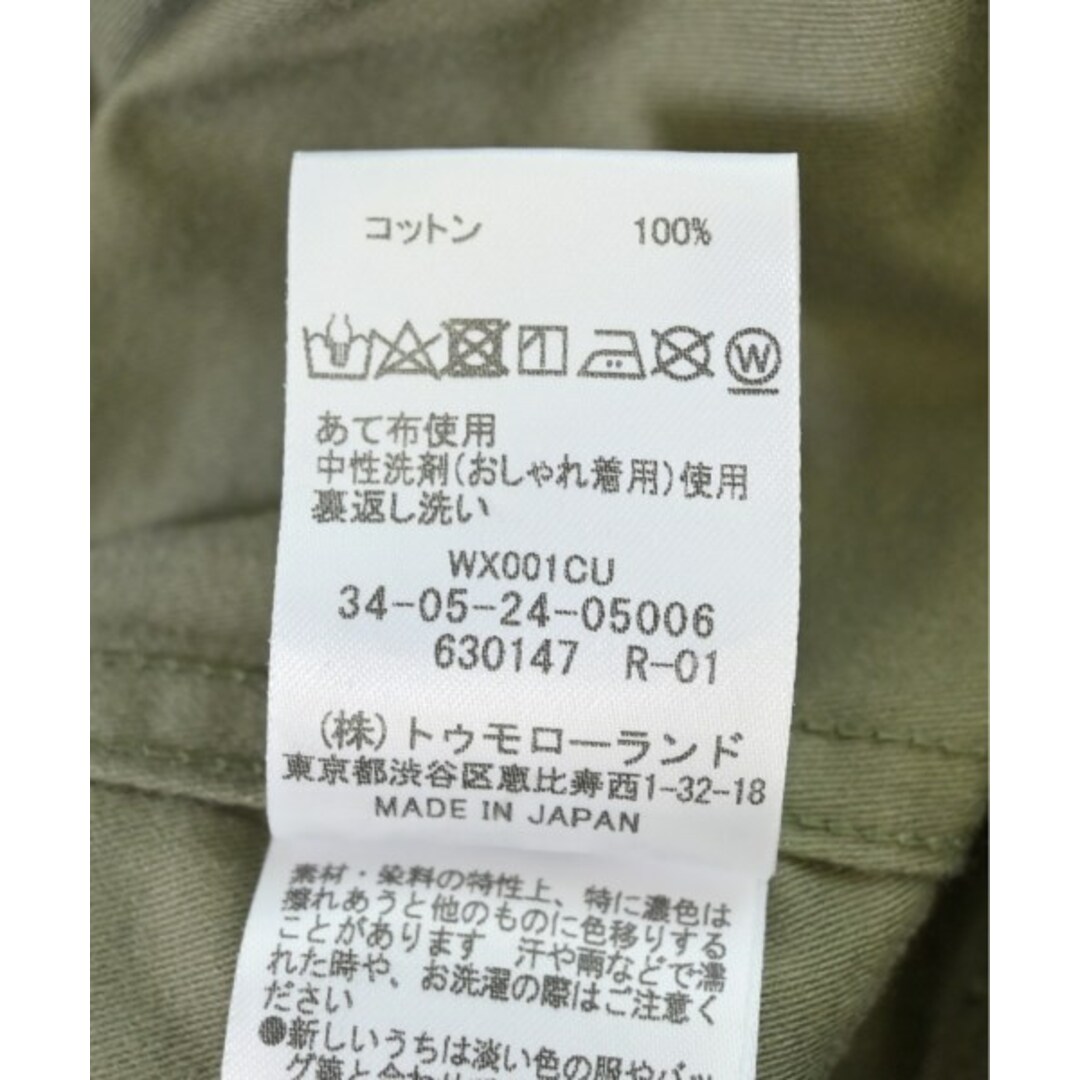 コットン 100%
W
あて布使用
中性洗剤(おしゃれ着用)使用
裏返し洗い
WX001CU
34-05-24-05006
630147 R-01
(株)トゥモローランド
東京都渋谷区恵比寿西1-32-18
MADE IN JAPAN
素材・染料の特性上、特に濃色は
擦れあうと他のものに色移りする
ことがあります 汗や雨などで濡
れた時や、お洗濯の際はご注意く
ださい
●新しいうちは淡い色の服やバッ
グ等と合わせ